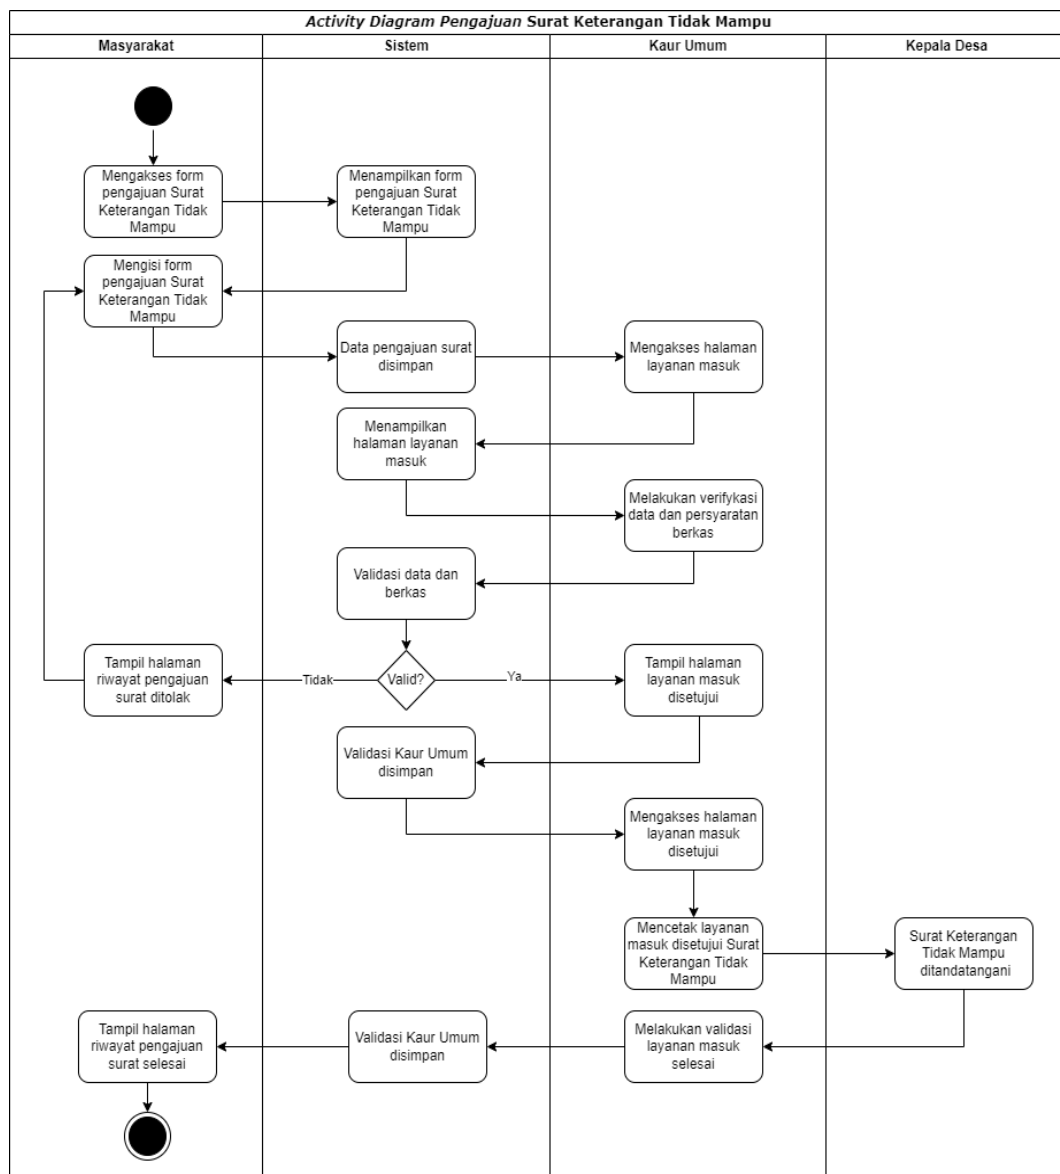 Activity Diagram Pengajuan Surat Keterangan Tidak Mampu
Masyarakat
Sistem
Kaur Umum
Kepala Desa
Mengakses form
pengajuan Surat
Keterangan Tidak
Mampu
Menampilkan form
pengajuan Surat
Keterangan Tidak
Mampu
Mengisi form
pengajuan Surat
Keterangan Tidak
Mampu
Data pengajuan surat
disimpan
Mengakses halaman
layanan masuk
Menampilkan
halaman layanan
masuk
Melakukan verifykasi
data dan persyaratan
berkas
Validasi data dan
berkas
Tampil halaman
riwayat pengajuan
surat ditolak
Tidak
Valid?
Ya
Tampil halaman
layanan masuk
disetujui
Validasi Kaur Umum
disimpan
Mengakses halaman
layanan masuk
disetujui
Mencetak layanan
masuk disetujui Surat
Keterangan Tidak
Mampu
Surat Keterangan
Tidak Mampu
ditandatangani
Tampil halaman
riwayat pengajuan
surat selesai
Validasi Kaur Umum
disimpan
Melakukan validasi
layanan masuk
selesai